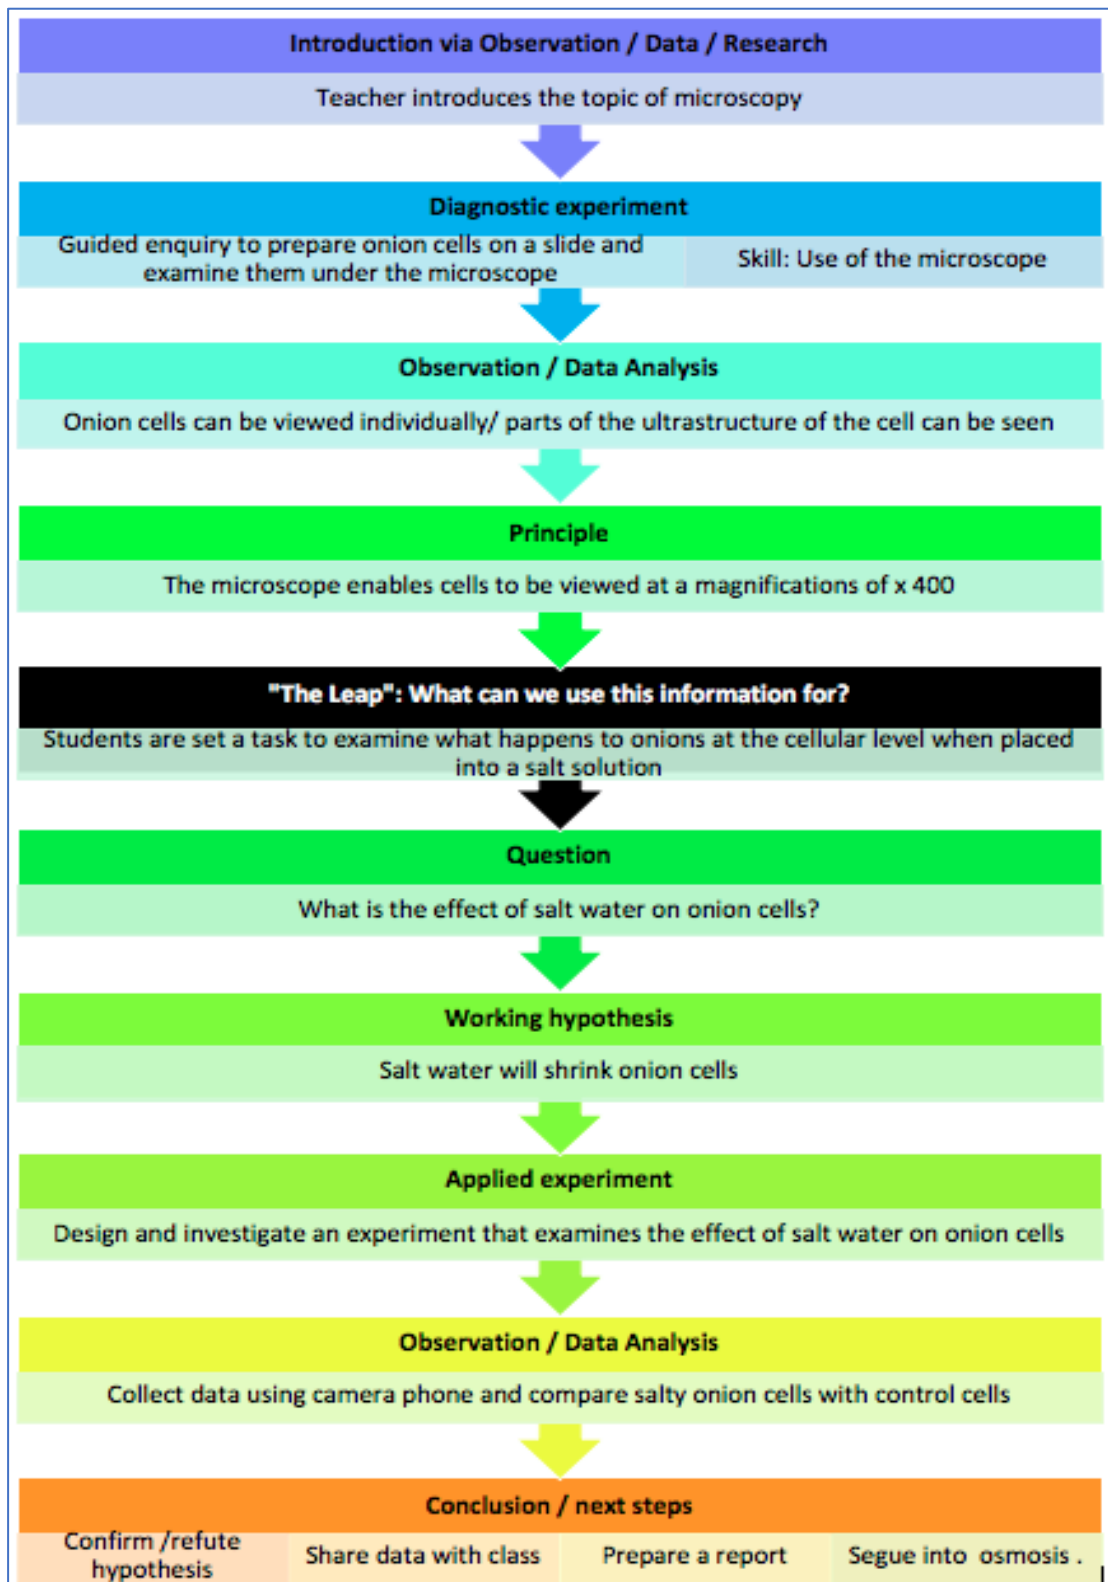 Introduction via Observation / Data / Research
Teacher introduces the topic of microscopy
Diagnostic experiment
Guided enquiry to prepare onion cells on a slide and
examine them under the microscope
Skill: Use of the microscope
Observation / Data Analysis
Onion cells can be viewed individually/ parts of the ultrastructure of the cell can be seen
Principle
The microscope enables cells to be viewed at a magnifications of x 400
"The Leap": What can we use this information for?
Students are set a task to examine what happens to onions at the cellular level when placed
into a salt solution
Question
What is the effect of salt water on onion cells?
Working hypothesis
Salt water will shrink onion cells
Applied experiment
Design and investigate an experiment that examines the effect of salt water on onion cells
Observation / Data Analysis
Collect data using camera phone and compare salty onion cells with control cells
Conclusion / next steps
Confirm /refute
hypothesis
Share data with class
Prepare a report
Segue into osmosis .